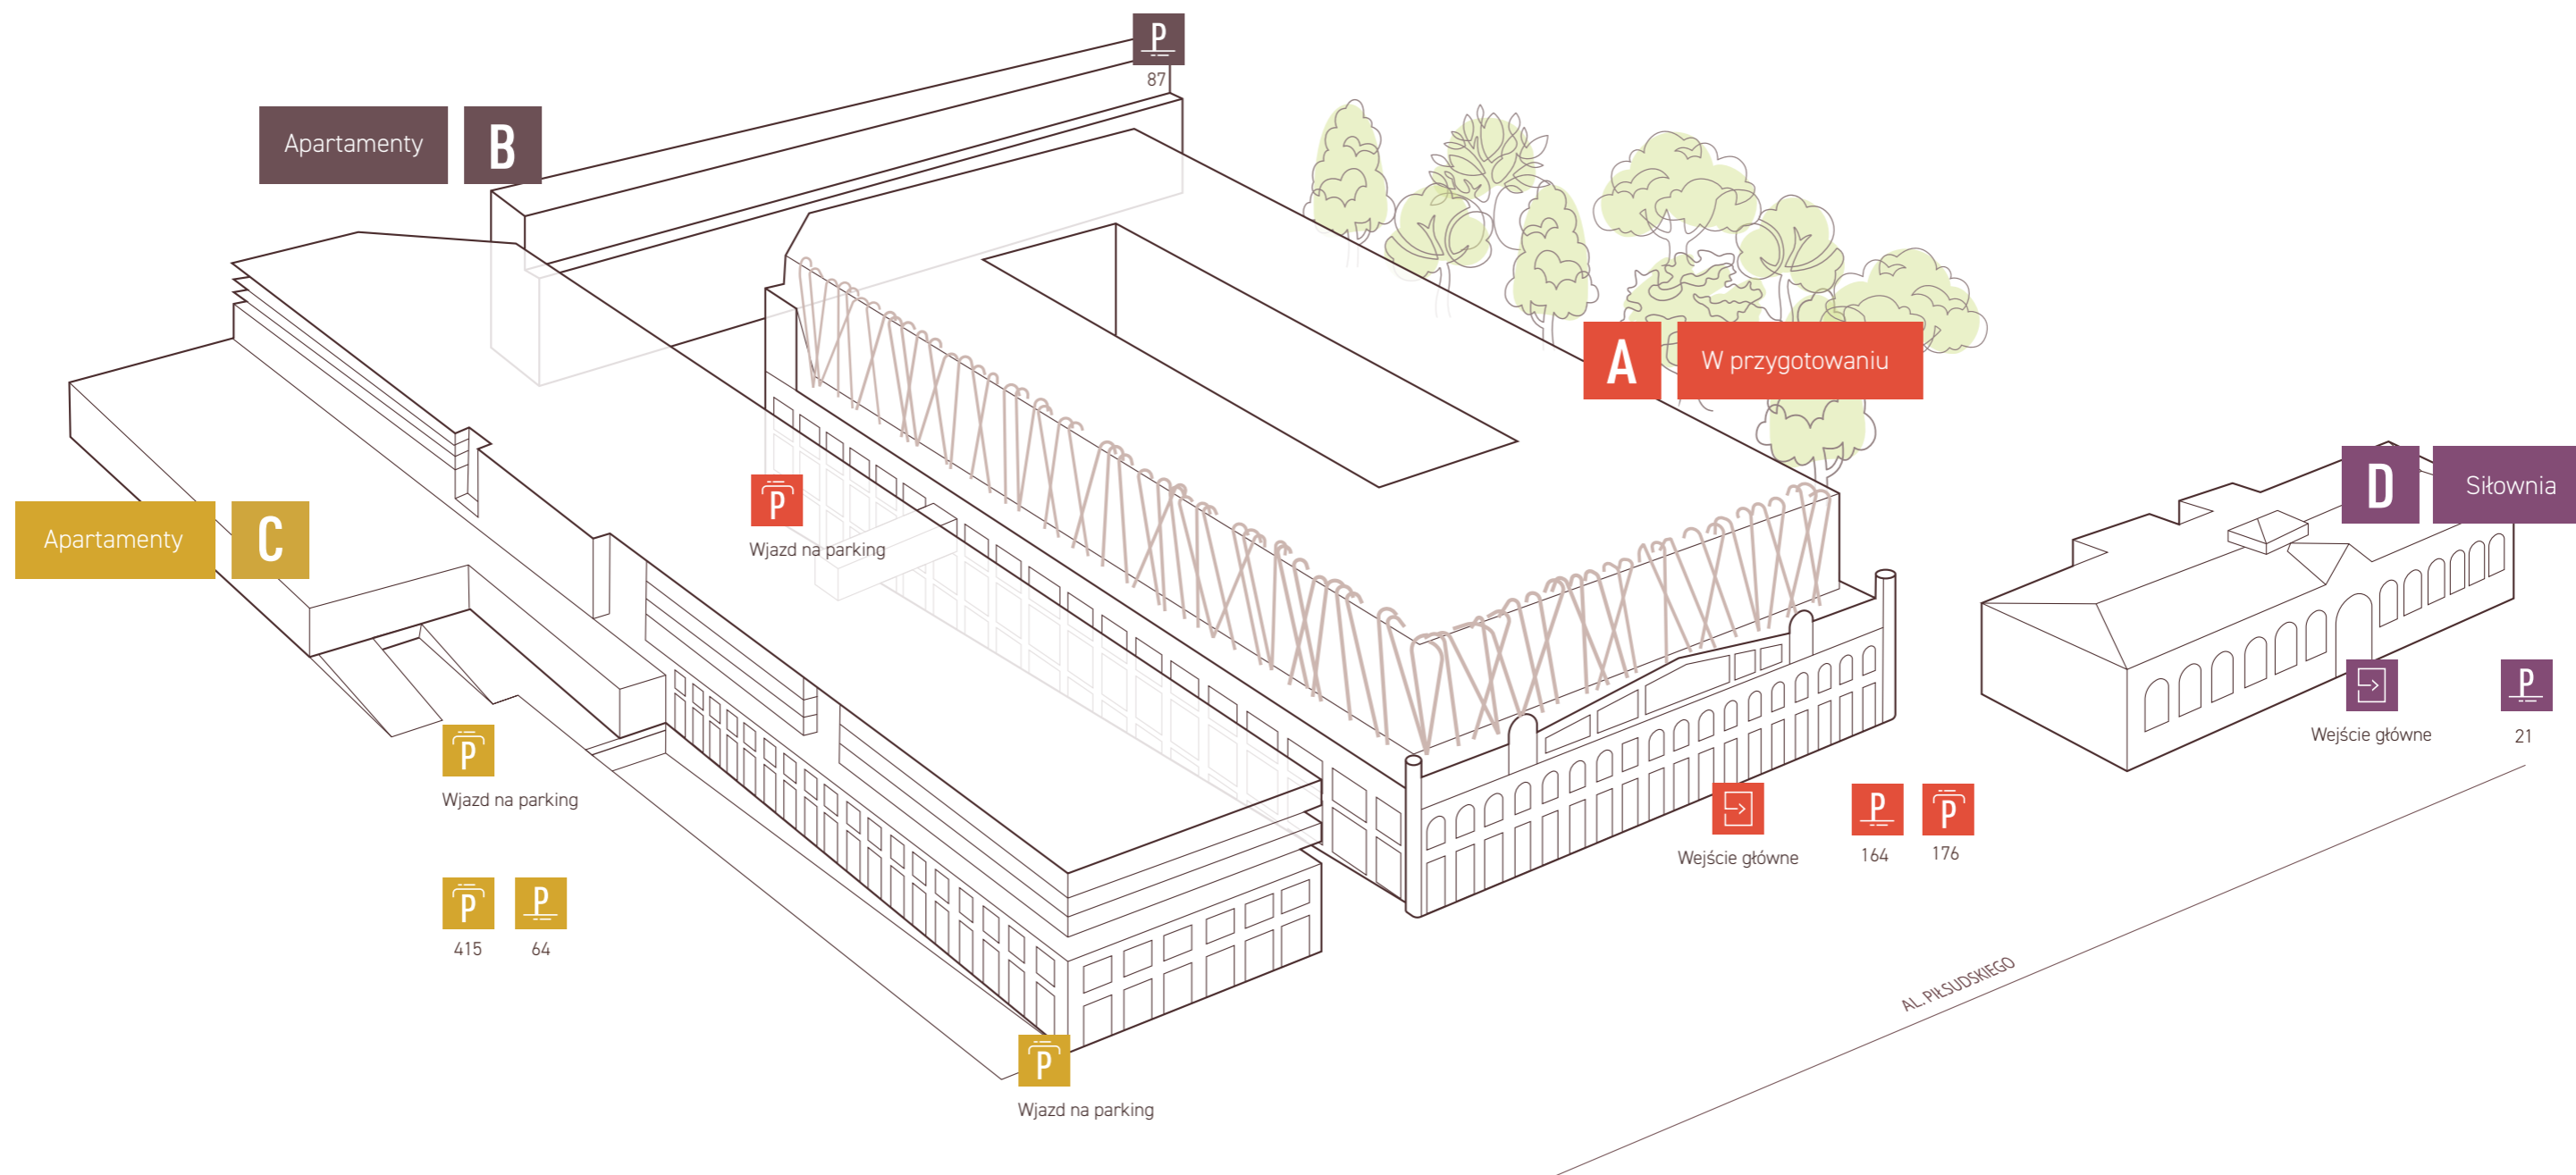 P
87
Apartamenty B
A W przygotowaniu
D Siłownia
P
Wjazd na parking
Apartamenty C
Wejście główne
P
21
P
Wjazd na parking
Wejście główne
P
164
P
176
P
415
P
64
AL. PIŁSUDSKIEGO
P
Wjazd na parking